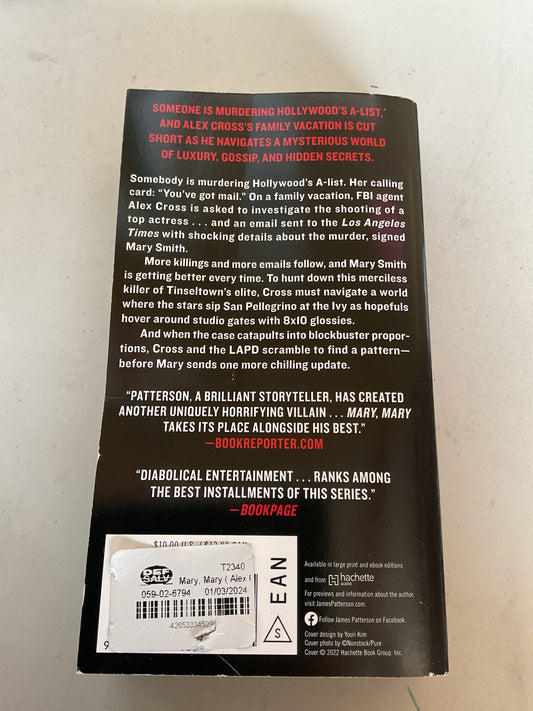 SOMEONE IS MURDERING HOLLYWOOD'S A-LIST,
AND ALEX CROSS'S FAMILY VACATION IS CUT
SHORT AS HE NAVIGATES A MYSTERIOUS WORLD
OF LUXURY, GOSSIP, AND HIDDEN SECRETS.
Somebody is murdering Hollywood's A-list. Her calling
card: "You've got mail." On a family vacation, FBI agent
Alex Cross is asked to investigate the shooting of a
top actress . . . and an email sent to the Los Angeles
Times with shocking details about the murder, signed
Mary Smith.
More killings and more emails follow, and Mary Smith
is getting better every time. To hunt down this merciless
killer of Tinseltown's elite, Cross must navigate a world
where the stars sip San Pellegrino at the Ivy as hopefuls
hover around studio gates with 8x10 glossies.
And when the case catapults into blockbuster propor-
tions, Cross and the LAPD scramble to find a pattern—
before Mary sends one more chilling update.
"PATTERSON, A BRILLIANT STORYTELLER, HAS CREATED
ANOTHER UNIQUELY HORRIFYING VILLAIN . . . MARY, MARY
TAKES ITS PLACE ALONGSIDE HIS BEST."
—BOOKREPORTER.COM
"DIABOLICAL ENTERTAINMENT . . . RANKS AMONG
THE BEST INSTALLMENTS OF THIS SERIES."
—BOOKPAGE
T2340
Mary, Mary ( Alex
059-02-6794 01/03/2024
9
S
EAN
Available in large print and ebook editions
and from hachette
AUDIO
For previews and information about the author,
visit JamesPatterson.com.
Follow James Patterson on Facebook.
Cover design by Yoori Kim
Cover photo by ©Nonstock/Pure
Cover © 2022 Hachette Book Group, Inc.